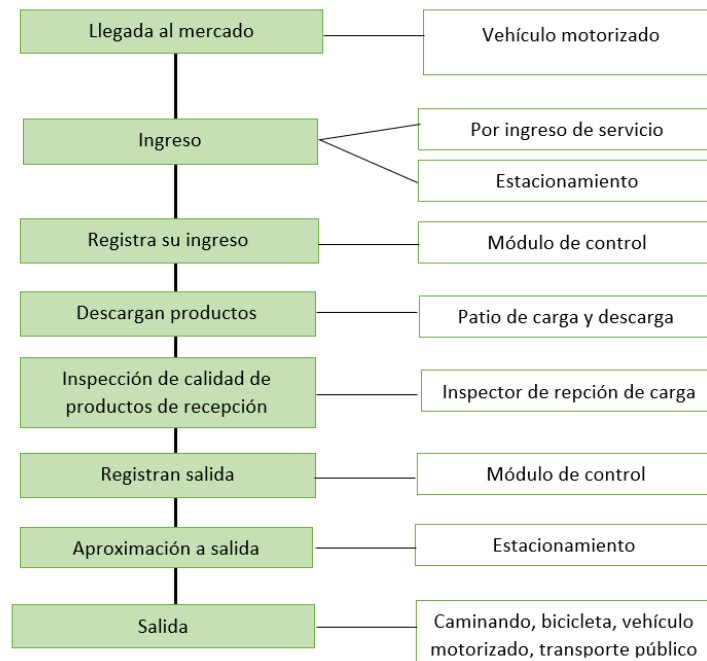 Llegada al mercado
Vehículo motorizado
Ingreso
Por ingreso de servicio
Estacionamiento
Registra su ingreso
Módulo de control
Descargan productos
Patio de carga y descarga
Inspección de calidad de
productos de recepción
Inspector de repción de carga
Registran salida
Módulo de control
Aproximación a salida
Estacionamiento
Salida
Caminando, bicicleta, vehículo
motorizado, transporte público